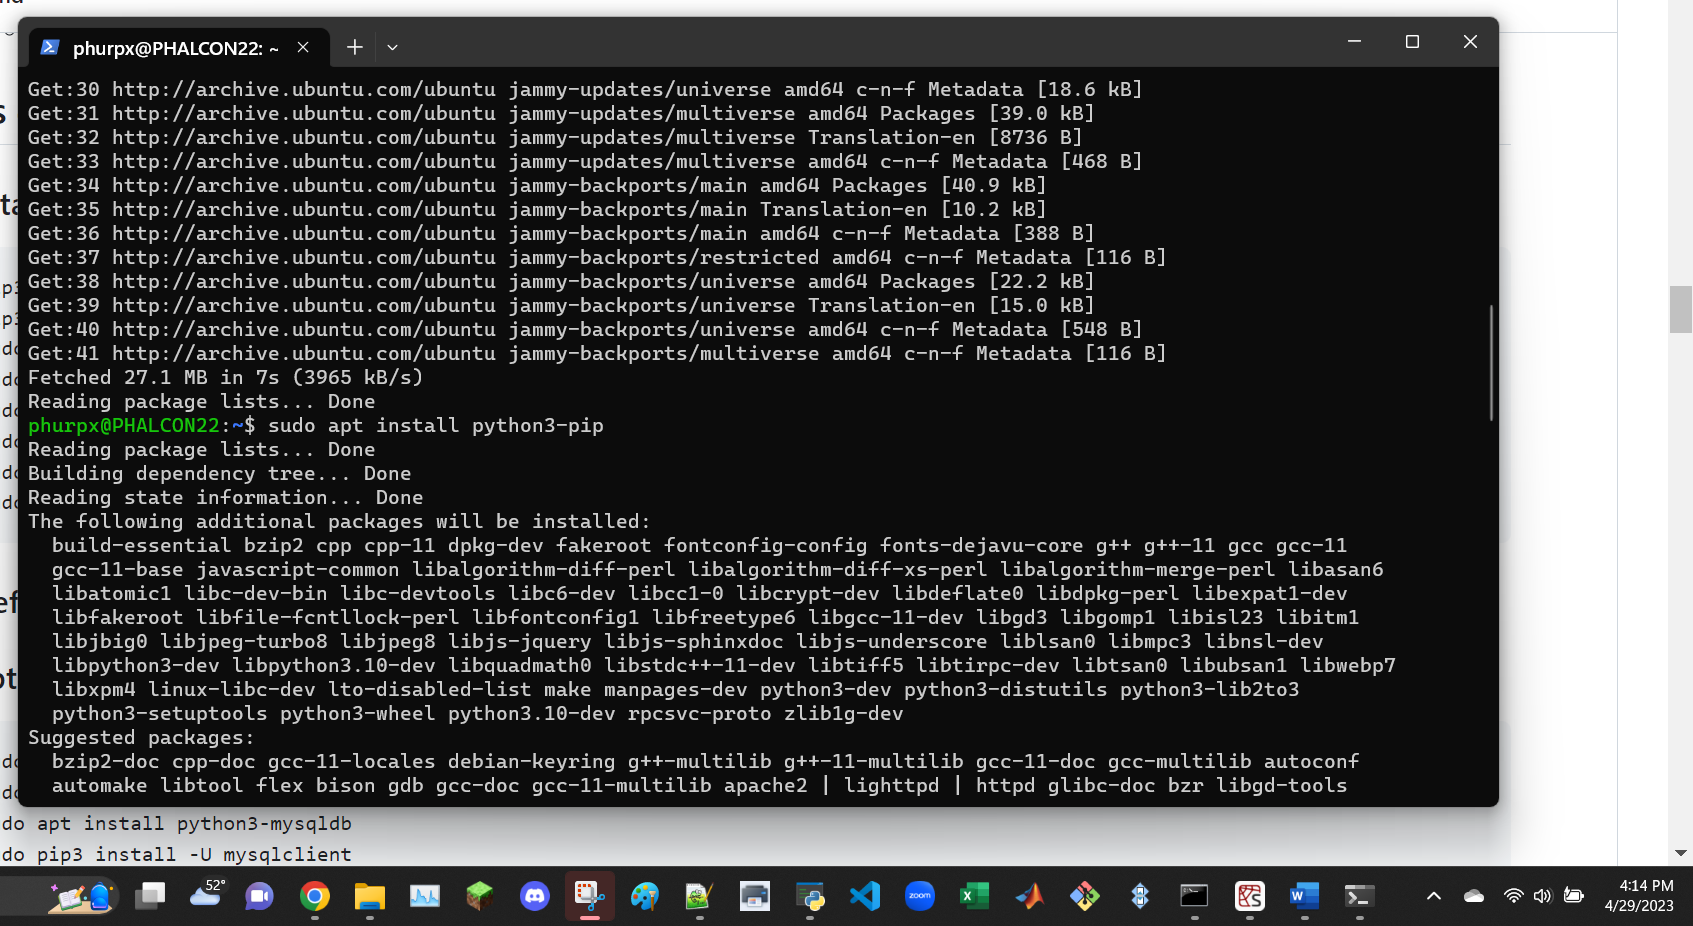 phurpx@PHALCON22: ~
Get:30 http://archive.ubuntu.com/ubuntu jammy-updates/universe amd64 c-n-f Metadata [18.6 kB]
Get:31 http://archive.ubuntu.com/ubuntu jammy-updates/multiverse amd64 Packages [39.0 kB]
Get:32 http://archive.ubuntu.com/ubuntu jammy-updates/multiverse Translation-en [8736 B]
Get:33 http://archive.ubuntu.com/ubuntu jammy-updates/multiverse amd64 c-n-f Metadata [468 B]
Get:34 http://archive.ubuntu.com/ubuntu jammy-backports/main amd64 Packages [40.9 kB]
Get:35 http://archive.ubuntu.com/ubuntu jammy-backports/main Translation-en [10.2 kB]
Get:36 http://archive.ubuntu.com/ubuntu jammy-backports/main amd64 c-n-f Metadata [388 B]
Get:37 http://archive.ubuntu.com/ubuntu jammy-backports/restricted amd64 c-n-f Metadata [116 B]
Get:38 http://archive.ubuntu.com/ubuntu jammy-backports/universe amd64 Packages [22.2 kB]
Get:39 http://archive.ubuntu.com/ubuntu jammy-backports/universe Translation-en [15.0 kB]
Get:40 http://archive.ubuntu.com/ubuntu jammy-backports/universe amd64 c-n-f Metadata [548 B]
Get:41 http://archive.ubuntu.com/ubuntu jammy-backports/multiverse amd64 c-n-f Metadata [116 B]
Fetched 27.1 MB in 7s (3965 kB/s)
Reading package lists... Done
phurpx@PHALCON22:~$ sudo apt install python3-pip
Reading package lists... Done
Building dependency tree... Done
Reading state information... Done
The following additional packages will be installed:
build-essential bzip2 cpp cpp-11 dpkg-dev fakeroot fontconfig-config fonts-dejavu-core g++ g++-11 gcc gcc-11
gcc-11-base javascript-common libalgorithm-diff-perl libalgorithm-diff-xs-perl libalgorithm-merge-perl libasan6
libatomic1 libc-dev-bin libc-devtools libc6-dev libcc1-0 libcrypt-dev libdeflate0 libdpkg-perl libexpat1-dev
libfakeroot libfile-fcntllock-perl libfontconfig1 libfreetype6 libgcc-11-dev libgd3 libgomp1 libisl23 libitm1
libjbig0 libjpeg-turbo8 libjpeg8 libjs-jquery libjs-sphinxdoc libjs-underscore liblsan0 libmpc3 libnsl-dev
libpython3-dev libpython3.10-dev libquadmath0 libstdc++-11-dev libtiff5 libtirpc-dev libtsan0 libubsan1 libwebp7
libxpm4 linux-libc-dev lto-disabled-list make manpages-dev python3-dev python3-distutils python3-lib2to3
python3-setuptools python3-wheel python3.10-dev rpcsvc-proto zlib1g-dev
Suggested packages:
bzip2-doc cpp-doc gcc-11-locales debian-keyring g++-multilib g++-11-multilib gcc-11-doc gcc-multilib autoconf
automake libtool flex bison gdb gcc-doc gcc-11-multilib apache2 | lighttpd | httpd glibc-doc bzr libgd-tools
do apt install python3-mysqldb
do pip3 install -U mysqlclient
52°
zoom
4:14 PM
4/29/2023